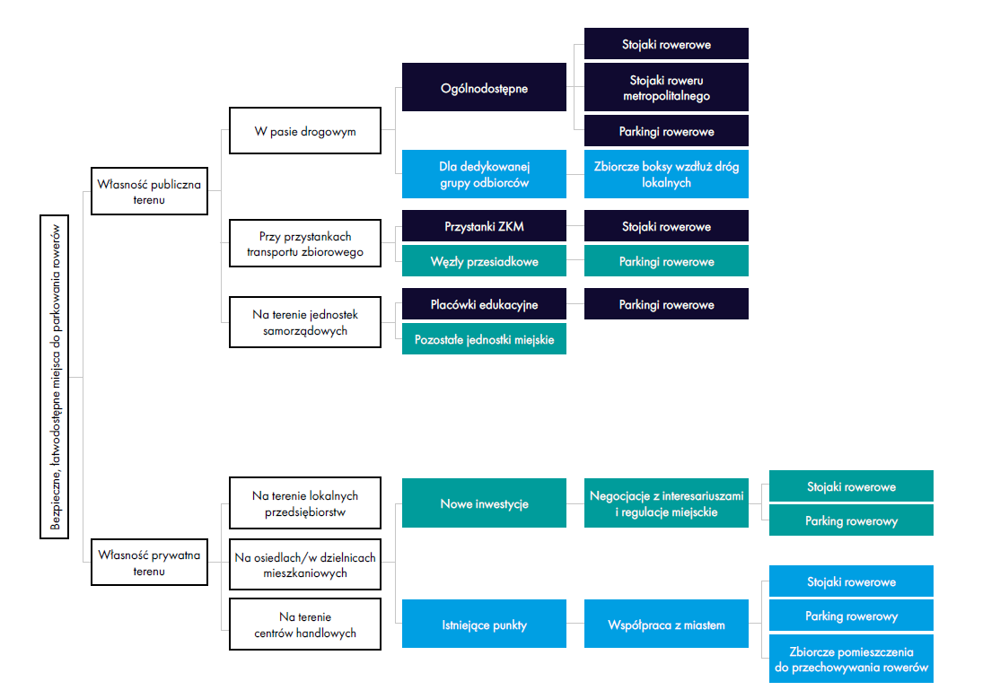 Bezpieczne, łatwodostępne miejsca do parkowania rowerów
Własność publiczna
terenu
W pasie drogowym
Ogólnodostępne
Stojaki rowerowe
Stojaki roweru
metropolitalnego
Parkingi rowerowe
Dla dedykowanej
grupy odbiorców
Zbiorcze boksy wzdłuż dróg
lokalnych
Przy przystankach
transportu zbiorowego
Przystanki ZKM
Stojaki rowerowe
Węzły przesiadkowe
Parkingi rowerowe
Na terenie jednostek
samorządowych
Placówki edukacyjne
Parkingi rowerowe
Pozostałe jednostki miejskie
Własność prywatna
terenu
Na terenie lokalnych
przedsiębiorstw
Na osiedlach/w dzielnicach
mieszkaniowych
Na terenie
centrów handlowych
Nowe inwestycje
Negocjacje z interesariuszami
i regulacje miejsckie
Stojaki rowerowe
Parking rowerowy
Istniejące punkty
Współpraca z miastem
Stojaki rowerowe
Parking rowerowy
Zbiorcze pomieszczenia
do przechowywania rowerów